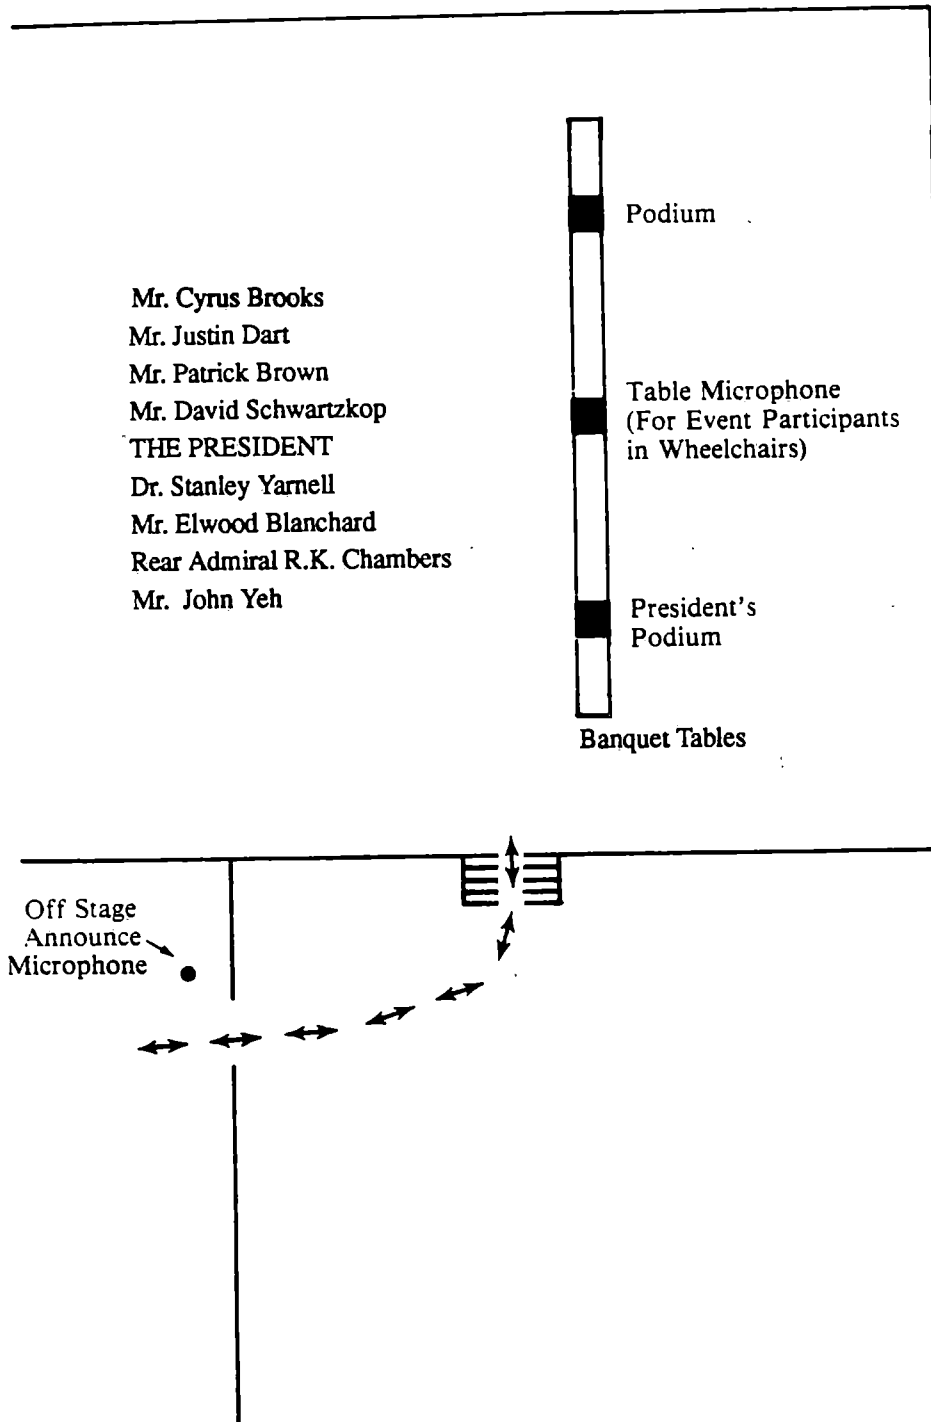 Podium
Mr. Cyrus Brooks
Mr. Justin Dart
Mr. Patrick Brown
Mr. David Schwartzkop
THE PRESIDENT
Dr. Stanley Yarnell
Mr. Elwood Blanchard
Rear Admiral R.K. Chambers
Mr. John Yeh
Table Microphone
(For Event Participants
in Wheelchairs)
President's
Podium
Banquet Tables
Off Stage
Announce
Microphone